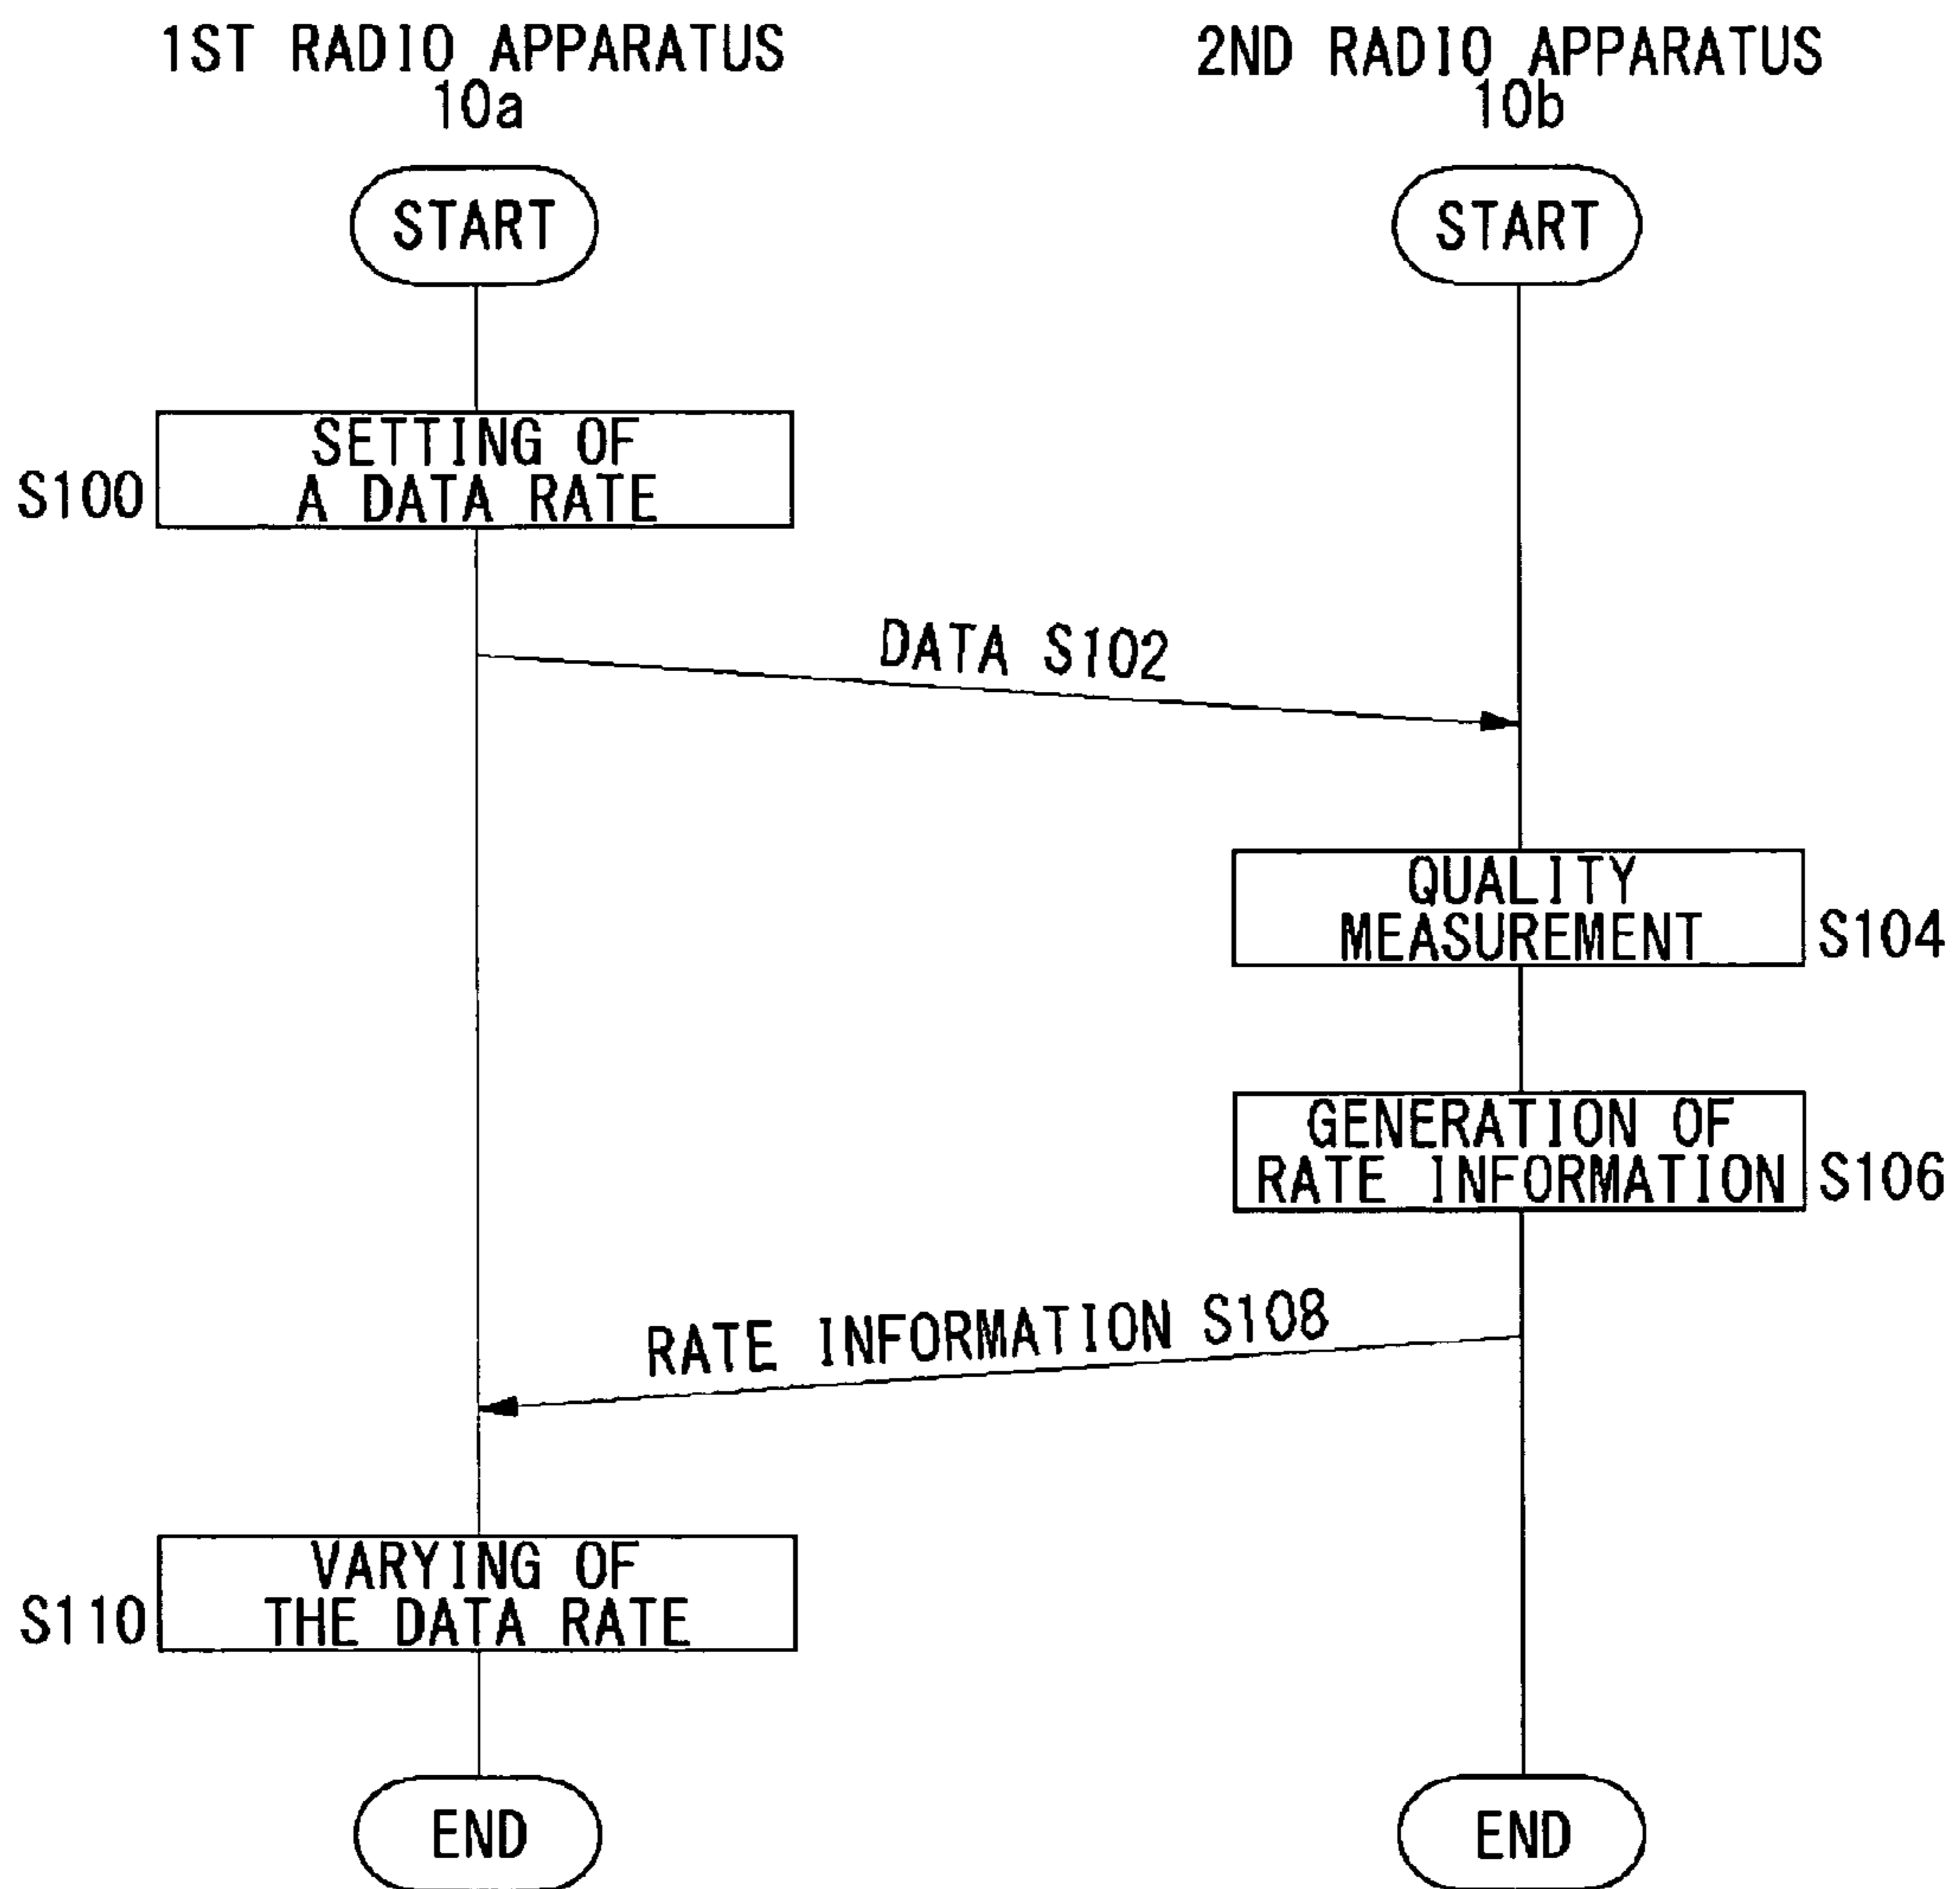 1ST RADIO APPARATUS
10a
2ND RADIO APPARATUS
10b
START
START
SETTING OF
A DATA RATE
S100
DATA S102
QUALITY
MEASUREMENT
S104
GENERATION OF
RATE INFORMATION
S106
RATE INFORMATION S108
VARYING OF
THE DATA RATE
S110
END
END